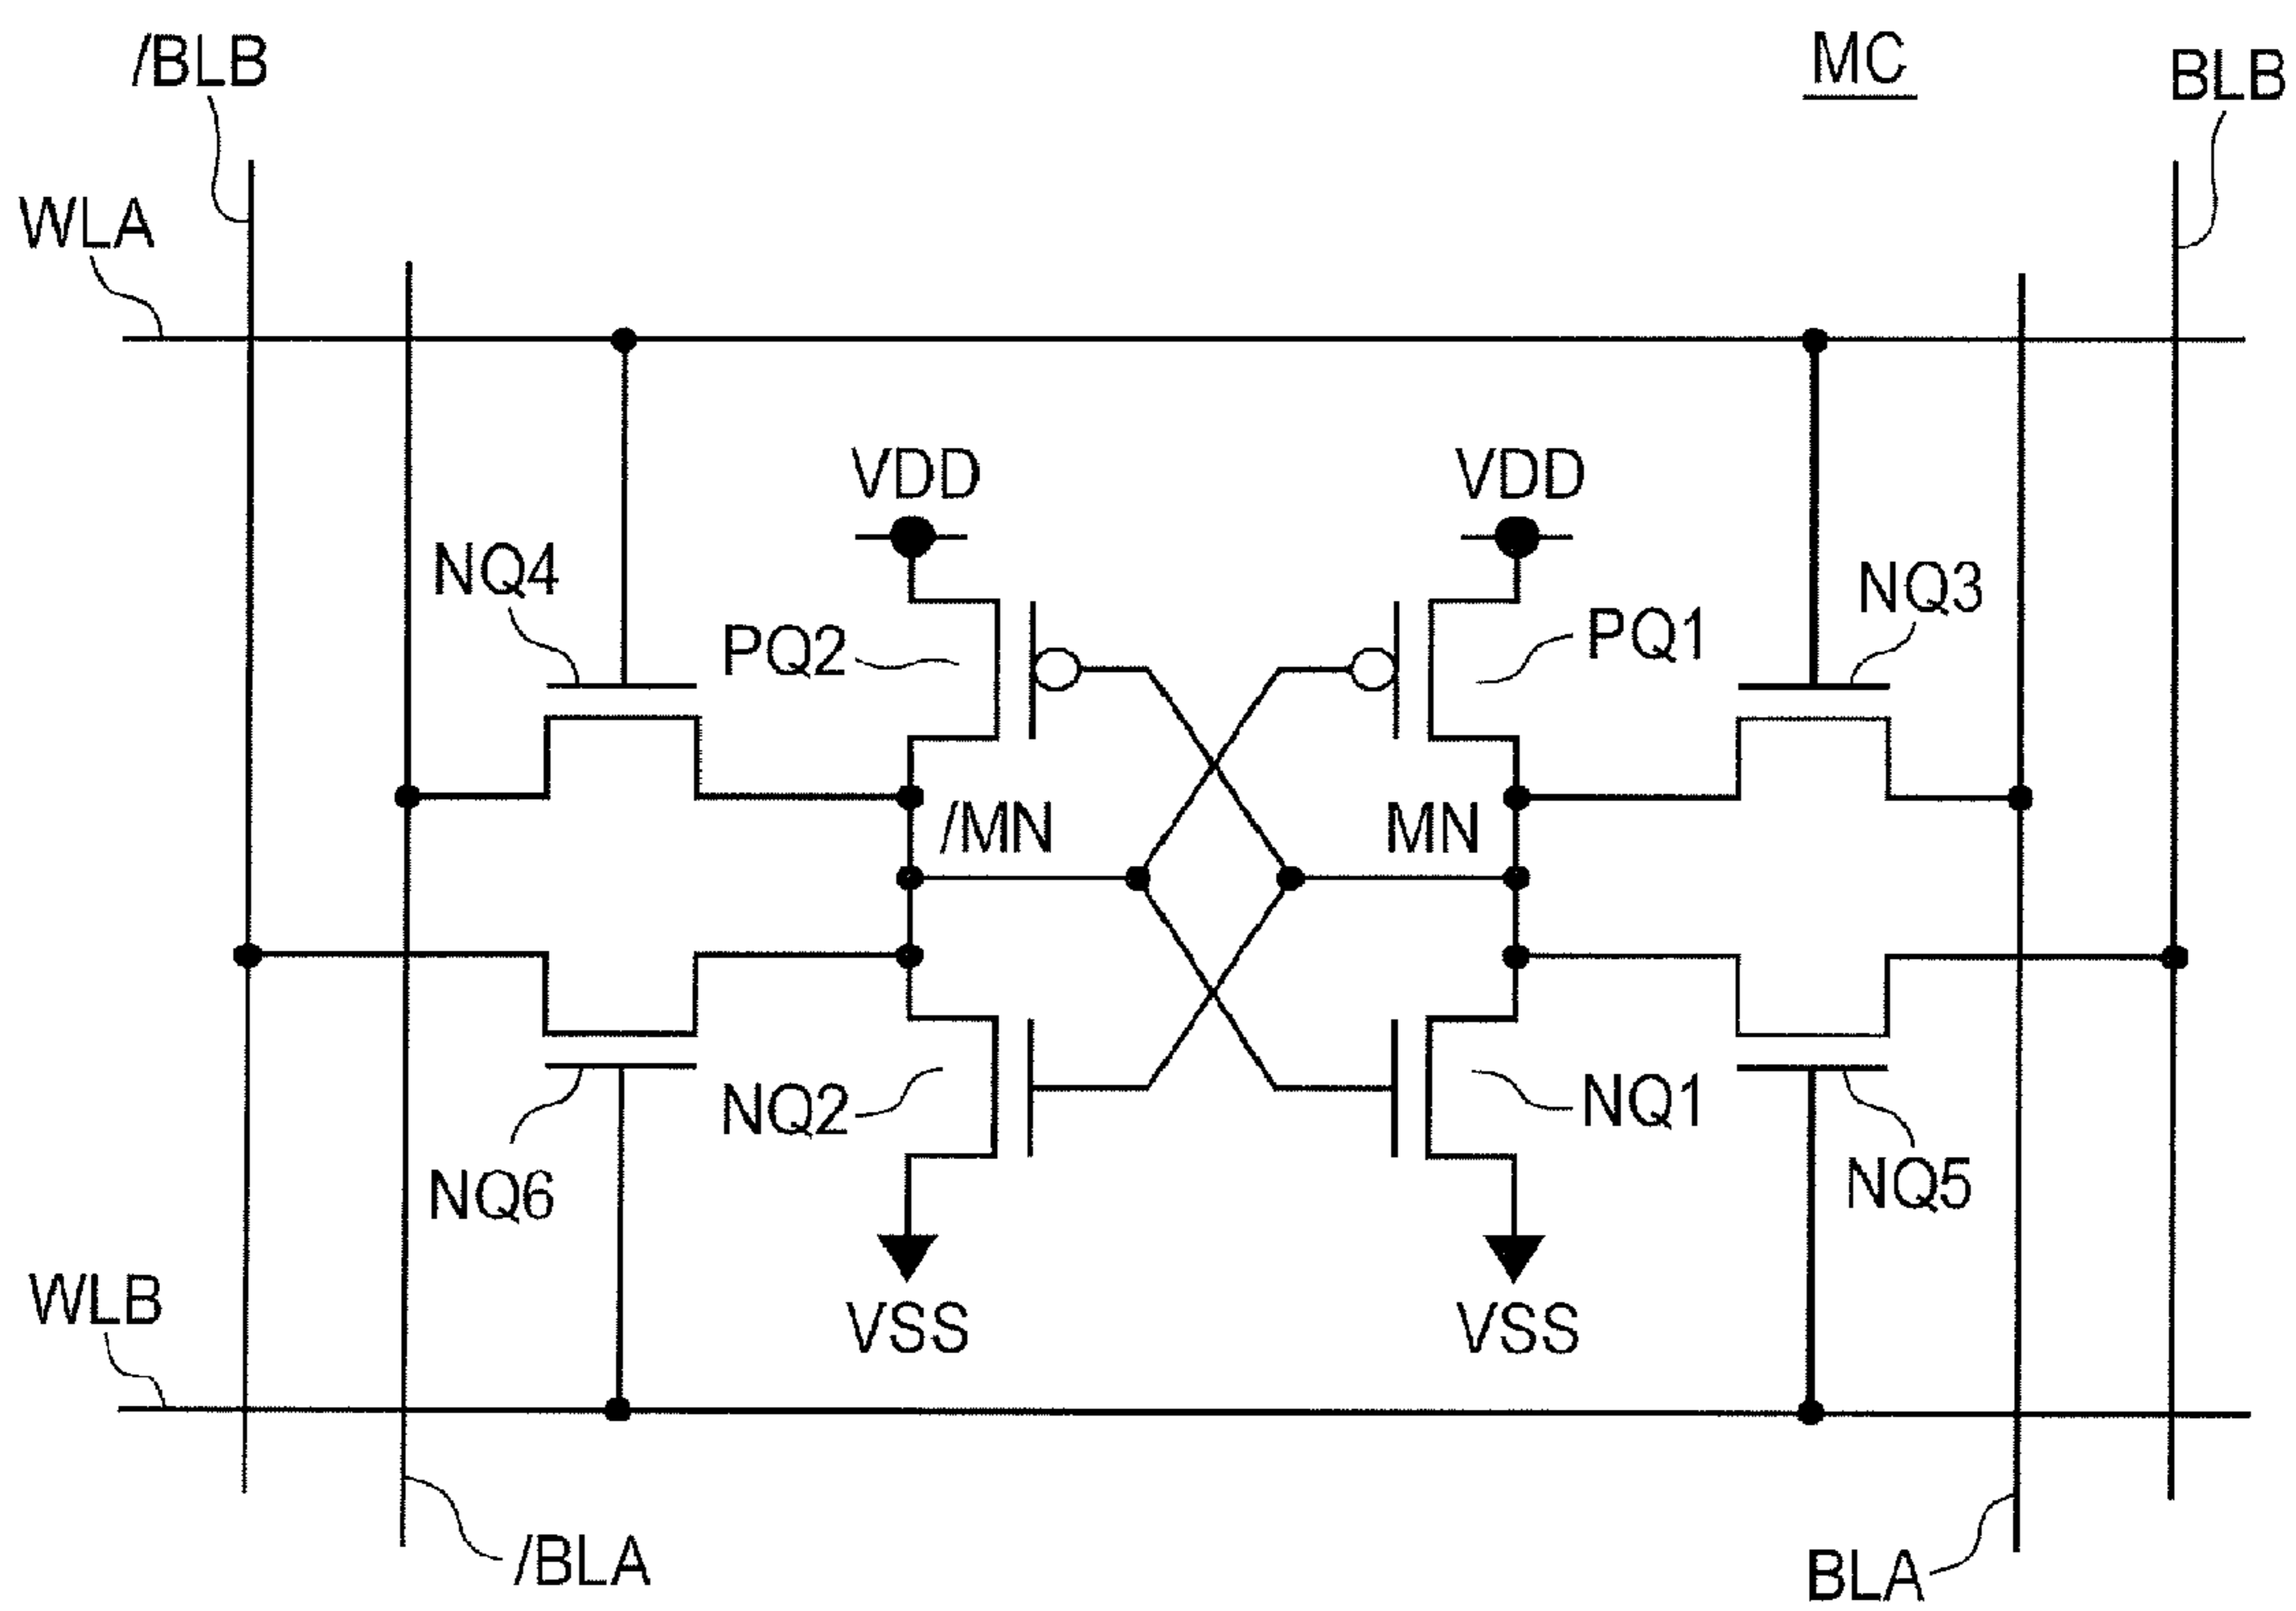 /BLB
MC
BLB
WLA
VDD
VDD
NQ4
NQ3
PQ2
PQ1
/MN
MN
NQ2
NQ1
NQ6
NQ5
WLB
VSS
VSS
/BLA
BLA